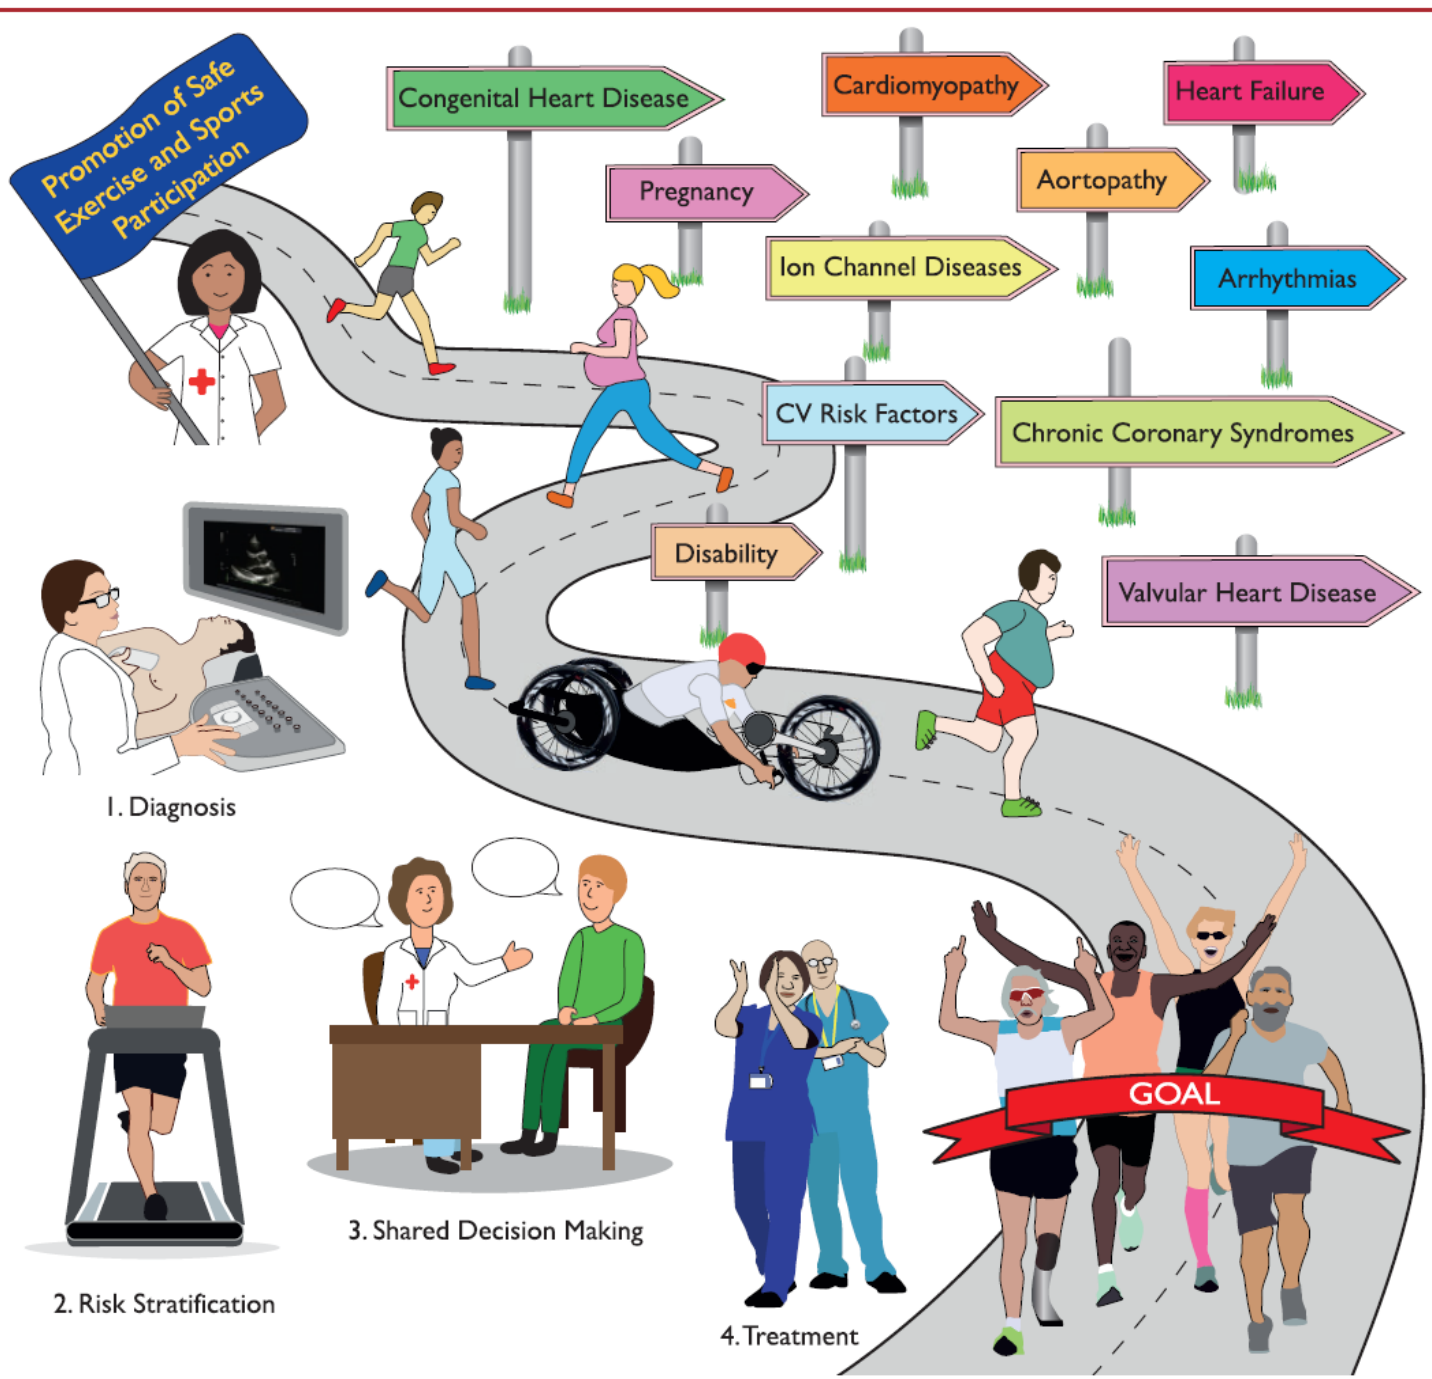 Promotion of Safe
Exercise and Sports
Participation
Congenital Heart Disease
Cardiomyopathy
Heart Failure
Pregnancy
Aortopathy
Ion Channel Diseases
Arrhythmias
CV Risk Factors
Chronic Coronary Syndromes
Disability
Valvular Heart Disease
1. Diagnosis
2. Risk Stratification
3. Shared Decision Making
4. Treatment
GOAL